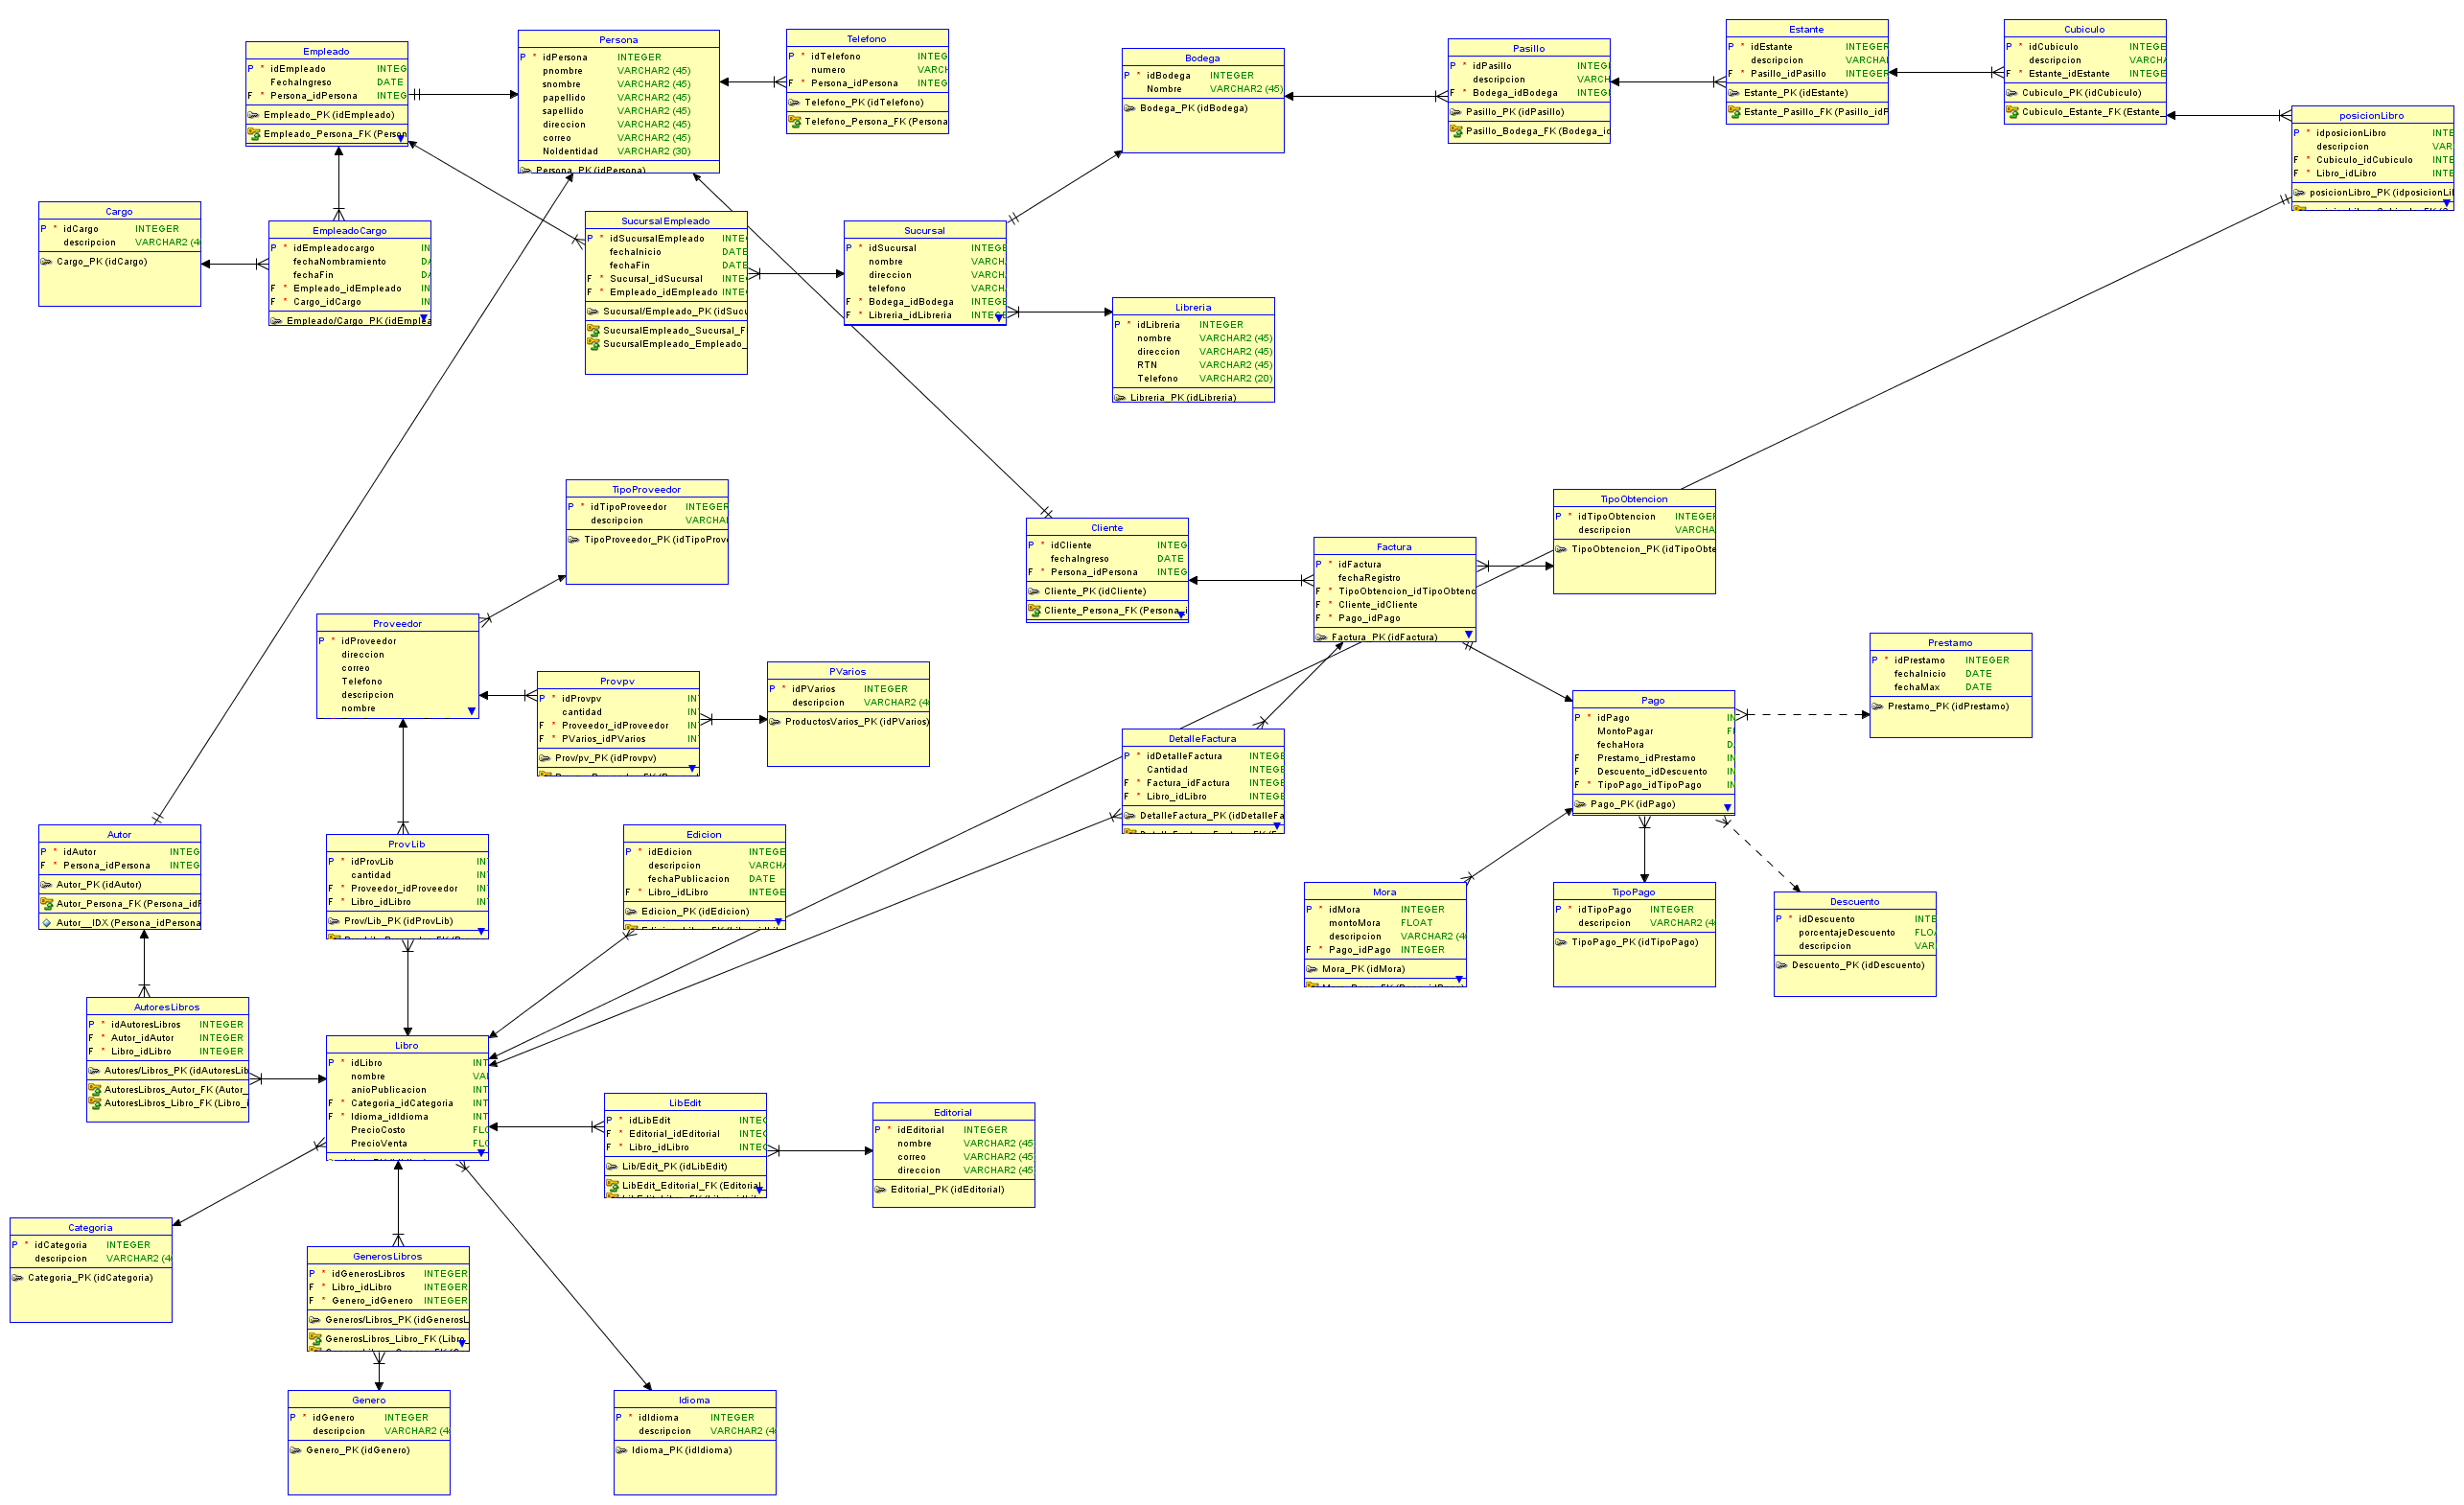 Empleado
P * idEmpleado INTEG
FechaIngreso DATE
F * Persona_idPersona INTEG
Empleado_PK (idEmpleado)
Empleado_Persona_FK (Person
Persona
P * idPersona INTEGER
pnombre VARCHAR2 (45)
snombre VARCHAR2 (45)
papellido VARCHAR2 (45)
sapellido VARCHAR2 (45)
direccion VARCHAR2 (45)
correo VARCHAR2 (45)
NoIdentidad VARCHAR2 (30)
Persona_PK (idPersona)
Telefono
P * idTelefono INTEG
numero VARCH
F * Persona_idPersona INTEG
Telefono_PK (idTelefono)
Telefono_Persona_FK (Persona
Bodega
P * idBodega INTEGER
Nombre VARCHAR2 (45)
Bodega_PK (idBodega)
Pasillo
P * idPasillo INTEG
descripcion VARCH
F * Bodega_idBodega INTEG
Pasillo_PK (idPasillo)
Pasillo_Bodega_FK (Bodega_id
Estante
P * idEstante INTEGER
descripcion VARCHA
F * Pasillo_idPasillo INTEGER
Estante_PK (idEstante)
Estante_Pasillo_FK (Pasillo_idP
Cubiculo
P * idCubiculo INTEGE
descripcion VARCHA
F * Estante_idEstante INTEGE
Cubiculo_PK (idCubiculo)
Cubiculo_Estante_FK (Estante_
posicionLibro
P * idposicionLibro INTE
descripcion VAR
F * Cubiculo_idCubiculo INTE
F * Libro_idLibro INTE
posicionLibro_PK (idposicionLi
Cargo
P * idCargo INTEGER
descripcion VARCHAR2 (4
Cargo_PK (idCargo)
EmpleadoCargo
P * idEmpleadocargo IN
fechaNombramiento DA
fechaFin DA
F * Empleado_idEmpleado IN
F * Cargo_idCargo IN
Empleado/Cargo_PK (idEmplea
SucursalEmpleado
P * idSucursalEmpleado INTE
fechaInicio DATE
fechaFin DATE
F * Sucursal_idSucursal INTE
F * Empleado_idEmpleado INTE
Sucursal/Empleado_PK (idSucu
SucursalEmpleado_Sucursal_F
SucursalEmpleado_Empleado_
Sucursal
P * idSucursal INTEGE
nombre VARCH
direccion VARCH
telefono VARCH
F * Bodega_idBodega INTEGE
F * Libreria_idLibreria INTEGE
Libreria
P * idLibreria INTEGER
nombre VARCHAR2 (45)
direccion VARCHAR2 (45)
RTN VARCHAR2 (45)
Telefono VARCHAR2 (20)
Libreria_PK (idLibreria)
TipoProveedor
P * idTipoProveedor INTEGER
descripcion VARCHA
TipoProveedor_PK (idTipoProve
Cliente
P * idCliente INTEG
fechaIngreso DATE
F * Persona_idPersona INTEG
Cliente_PK (idCliente)
Cliente_Persona_FK (Persona_i
Factura
P * idFactura
fechaRegistro
F * TipoObtencion_idTipoObtenc
F * Cliente_idCliente
F * Pago_idPago
Factura_PK (idFactura)
TipoObtencion
P * idTipoObtencion INTEGER
descripcion VARCHA
TipoObtencion_PK (idTipoObte
Proveedor
P * idProveedor
direccion
correo
Telefono
descripcion
nombre
Provpv
P * idProvpv IN
cantidad IN
F * Proveedor_idProveedor IN
F * PVarios_idPVarios IN
Prov/pv_PK (idProvpv)
PVarios
P * idPVarios INTEGER
descripcion VARCHAR2 (4
ProductosVarios_PK (idPVarios)
Prestamo
P * idPrestamo INTEGER
fechaInicio DATE
fechaMax DATE
Prestamo_PK (idPrestamo)
Pago
P * idPago IN
MontoPagar F
fechaHora D
F Prestamo_idPrestamo IN
F Descuento_idDescuento IN
F * TipoPago_idTipoPago IN
Pago_PK (idPago)
DetalleFactura
P * idDetalleFactura INTEGE
Cantidad INTEGE
F * Factura_idFactura INTEGE
F * Libro_idLibro INTEGE
DetalleFactura_PK (idDetalleFa
Autor
P * idAutor INTEG
F * Persona_idPersona INTEG
Autor_PK (idAutor)
Autor_Persona_FK (Persona_idP
Autor__IDX (Persona_idPersona
ProvLib
P * idProvLib IN
cantidad IN
F * Proveedor_idProveedor IN
F * Libro_idLibro IN
Prov/Lib_PK (idProvLib)
Edicion
P * idEdicion INTEGE
descripcion VARCHA
fechaPublicacion DATE
F * Libro_idLibro INTEGE
Edicion_PK (idEdicion)
Mora
P * idMora INTEGER
montoMora FLOAT
descripcion VARCHAR2 (4
F * Pago_idPago INTEGER
Mora_PK (idMora)
TipoPago
P * idTipoPago INTEGER
descripcion VARCHAR2 (4
TipoPago_PK (idTipoPago)
Descuento
P * idDescuento INTE
porcentajeDescuento FLO
descripcion VAR
Descuento_PK (idDescuento)
AutoresLibros
P * idAutoresLibros INTEGER
F * Autor_idAutor INTEGER
F * Libro_idLibro INTEGER
Autores/Libros_PK (idAutoresLib
AutoresLibros_Autor_FK (Autor_
AutoresLibros_Libro_FK (Libro_i
Libro
P * idLibro INT
nombre VA
anioPublicacion INT
F * Categoria_idCategoria INT
F * Idioma_idIdioma INT
PrecioCosto FLO
PrecioVenta FLO
LibEdit
P * idLibEdit INTEG
F * Editorial_idEditorial INTEG
F * Libro_idLibro INTEG
Lib/Edit_PK (idLibEdit)
LibEdit_Editorial_FK (Editorial_
Editorial
P * idEditorial INTEGER
nombre VARCHAR2 (45
correo VARCHAR2 (45
direccion VARCHAR2 (45
Editorial_PK (idEditorial)
Categoria
P * idCategoria INTEGER
descripcion VARCHAR2 (4
Categoria_PK (idCategoria)
GenerosLibros
P * idGenerosLibros INTEGER
F * Libro_idLibro INTEGER
F * Genero_idGenero INTEGER
Generos/Libros_PK (idGenerosL
GenerosLibros_Libro_FK (Libro_
Genero
P * idGenero INTEGER
descripcion VARCHAR2 (4
Genero_PK (idGenero)
Idioma
P * idIdioma INTEGER
descripcion VARCHAR2 (4
Idioma_PK (idIdioma)